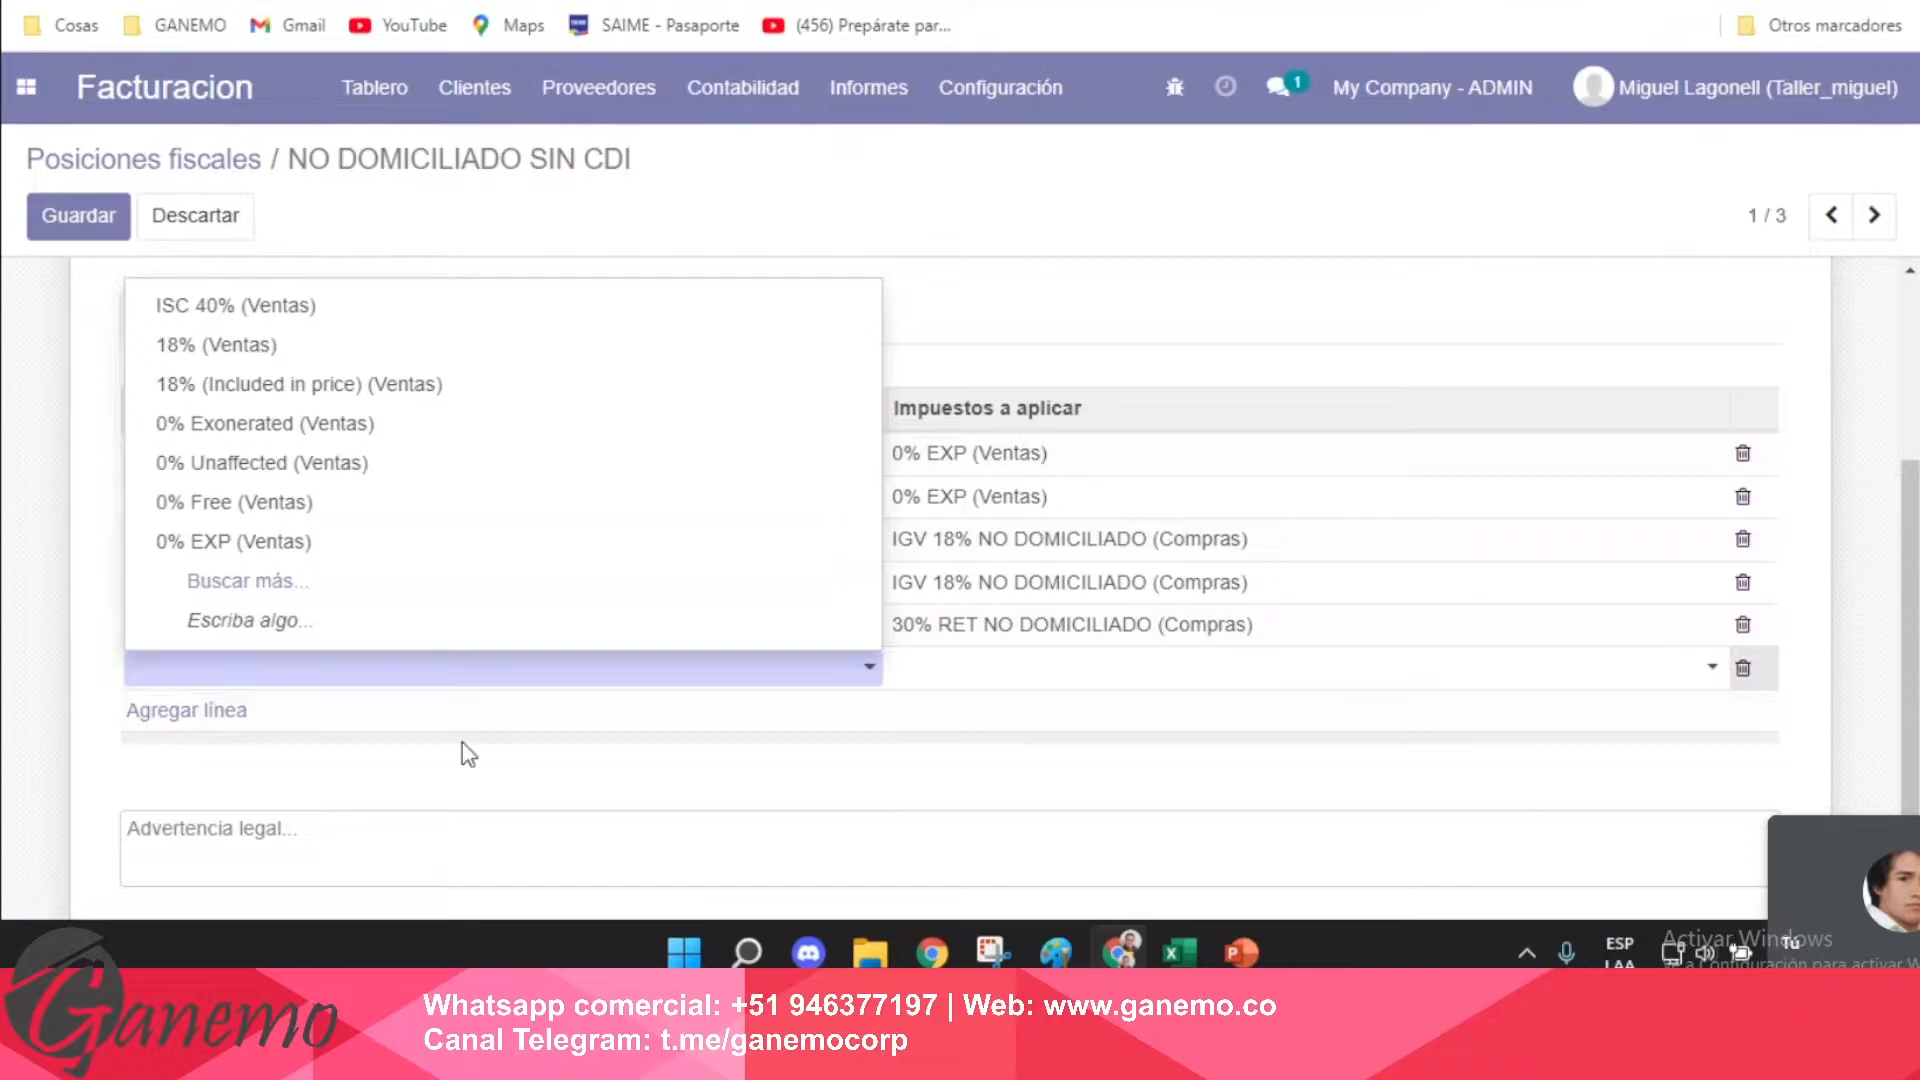 Cosas GANEMO Gmail YouTube Maps SAIME - Pasaporte (456) Prepárate par... Otros marcadores
Facturacion Tablero Clientes Proveedores Contabilidad Informes Configuración 1 My Company - ADMIN Miguel Lagonell (Taller_miguel)
Posiciones fiscales / NO DOMICILIADO SIN CDI
Guardar Descartar 1 / 3
ISC 40% (Ventas)
18% (Ventas)
18% (Included in price) (Ventas)
0% Exonerated (Ventas)
0% Unaffected (Ventas)
0% Free (Ventas)
0% EXP (Ventas)
Buscar más...
Escriba algo...
Impuestos a aplicar
0% EXP (Ventas)
0% EXP (Ventas)
IGV 18% NO DOMICILIADO (Compras)
IGV 18% NO DOMICILIADO (Compras)
30% RET NO DOMICILIADO (Compras)
Agregar línea
Advertencia legal...
ESP
LAA
Activar Windows
Tú
Configuración para activar W
Ganemo
Whatsapp comercial: +51 946377197 | Web: www.ganemo.co
Canal Telegram: t.me/ganemocorp